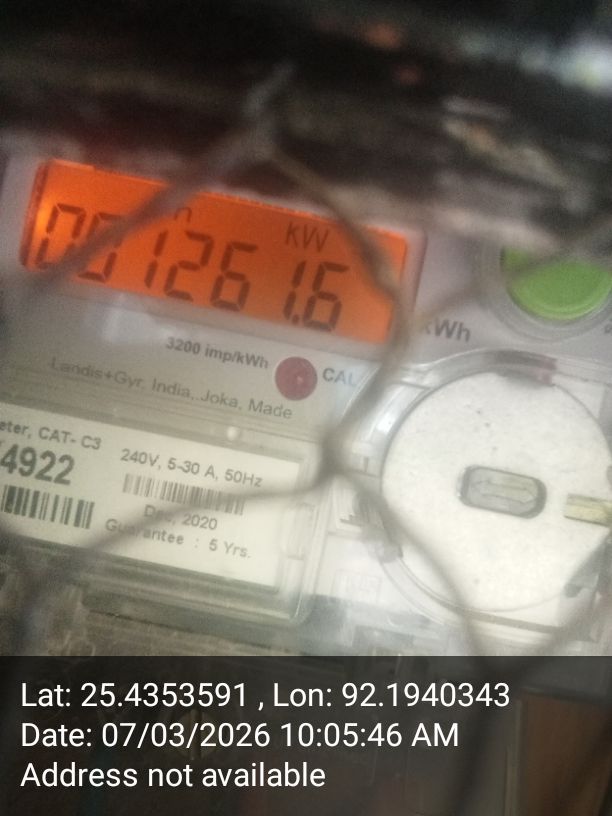 kW
001261.6
kWh
3200 imp/kWh
CAL
Landis+Gyr, India, Joka, Made
eter, CAT- C3
4922
240V, 5-30 A, 50Hz
Dec, 2020
Guarantee : 5 Yrs.
Lat: 25.4353591 , Lon: 92.1940343
Date: 07/03/2026 10:05:46 AM
Address not available